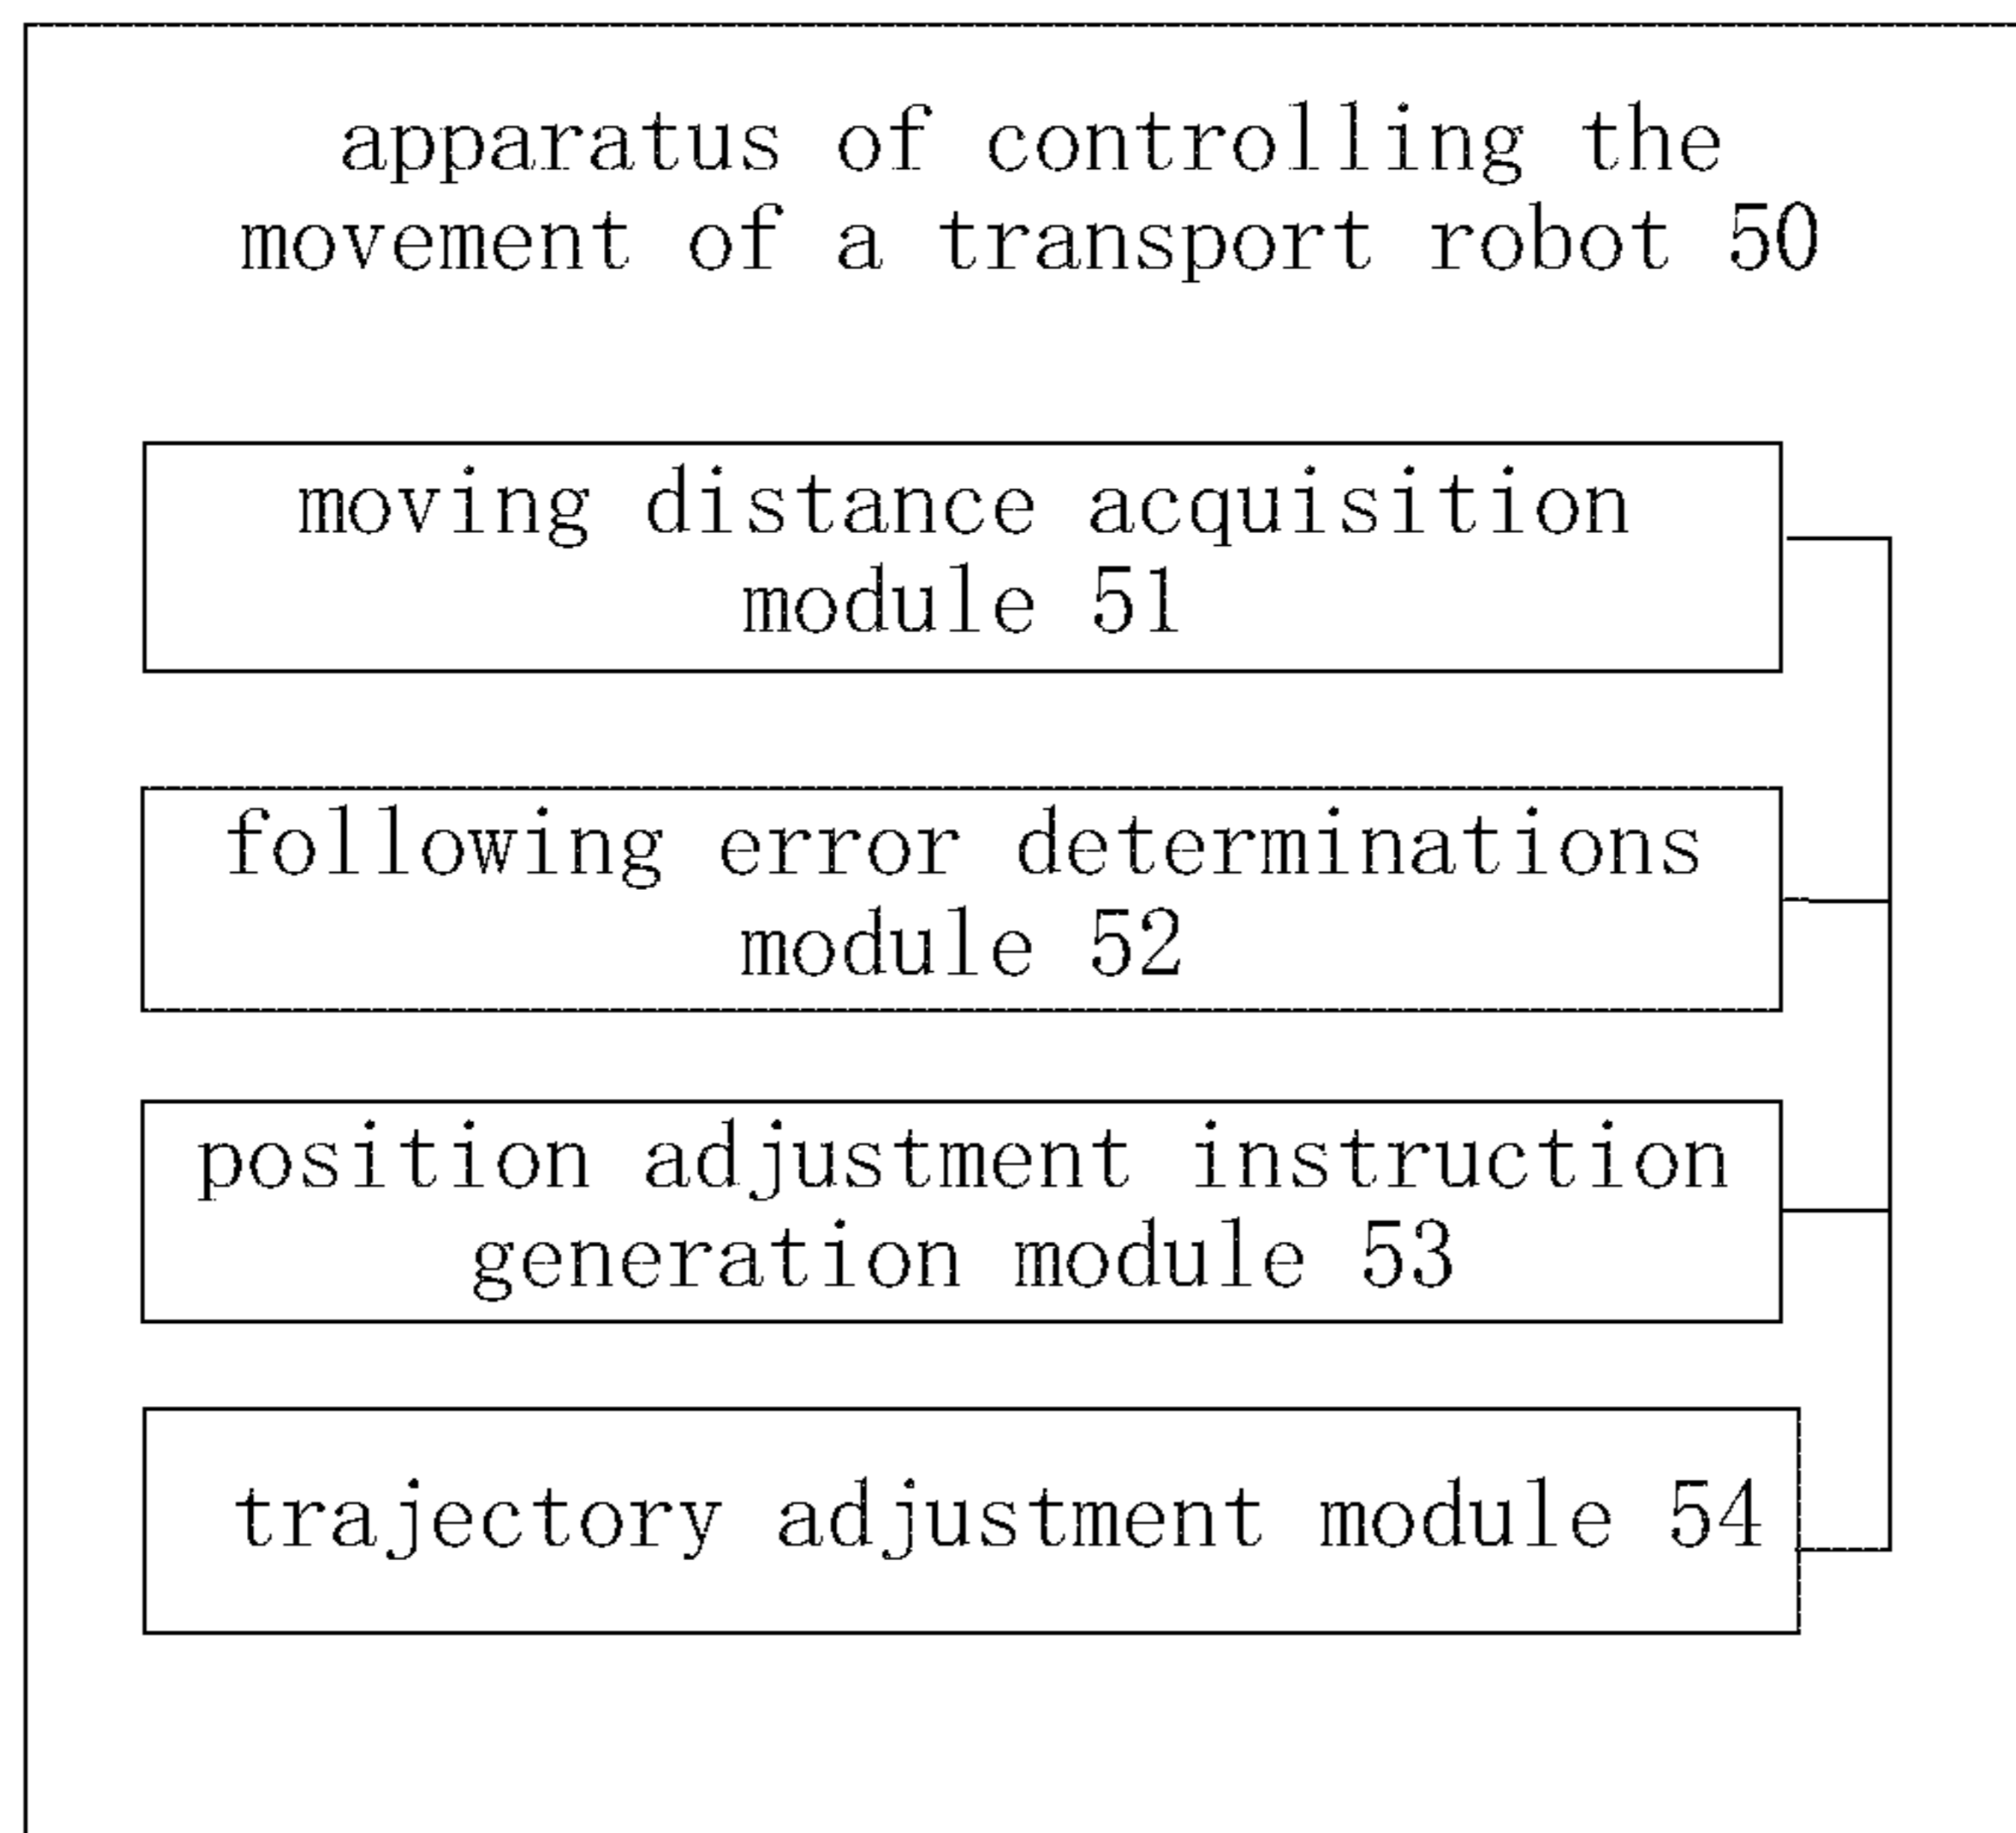 apparatus of controlling the
movement of a transport robot 50
moving distance acquisition
module 51
following error determinations
module 52
position adjustment instruction
generation module 53
trajectory adjustment module 54